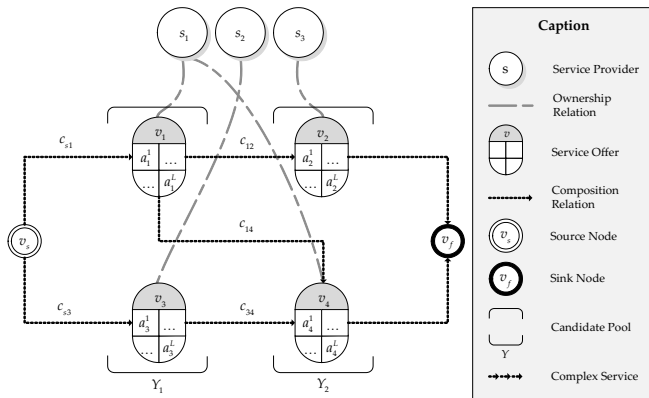 s1 s2 s3
v1 v2
cs1 c12
a11 ... a21 ...
... a1L ... a2L
c14
vs vf
cs3 v3 c34 v4
a31 ... a41 ...
... a3L ... a4L
Y1 Y2
Caption
s Service Provider
Ownership
Relation
v Service Offer
Composition
Relation
vs Source Node
vf Sink Node
Candidate Pool
Y
Complex Service